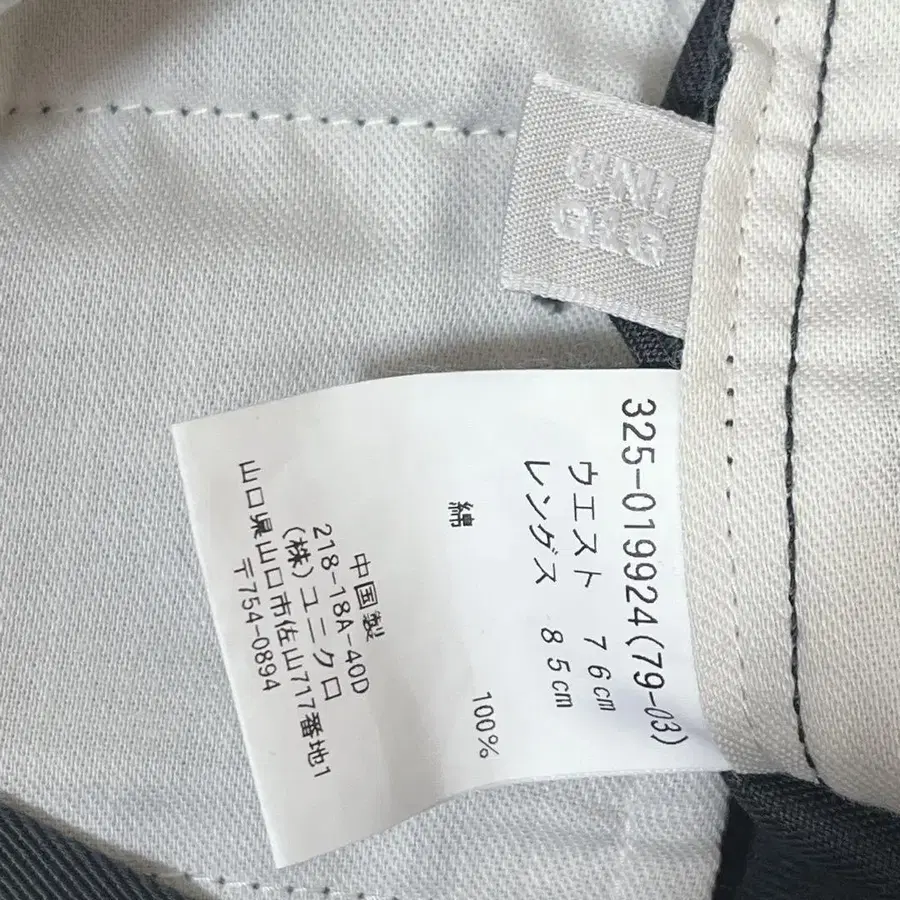 UNI
QLO
325-019924(79-03)
ウエスト 76cm
レングス 85cm
綿 100%
中国製
218-18A-40D
(株)ユニクロ
山口県山口市佐山717番地1
〒754-0894